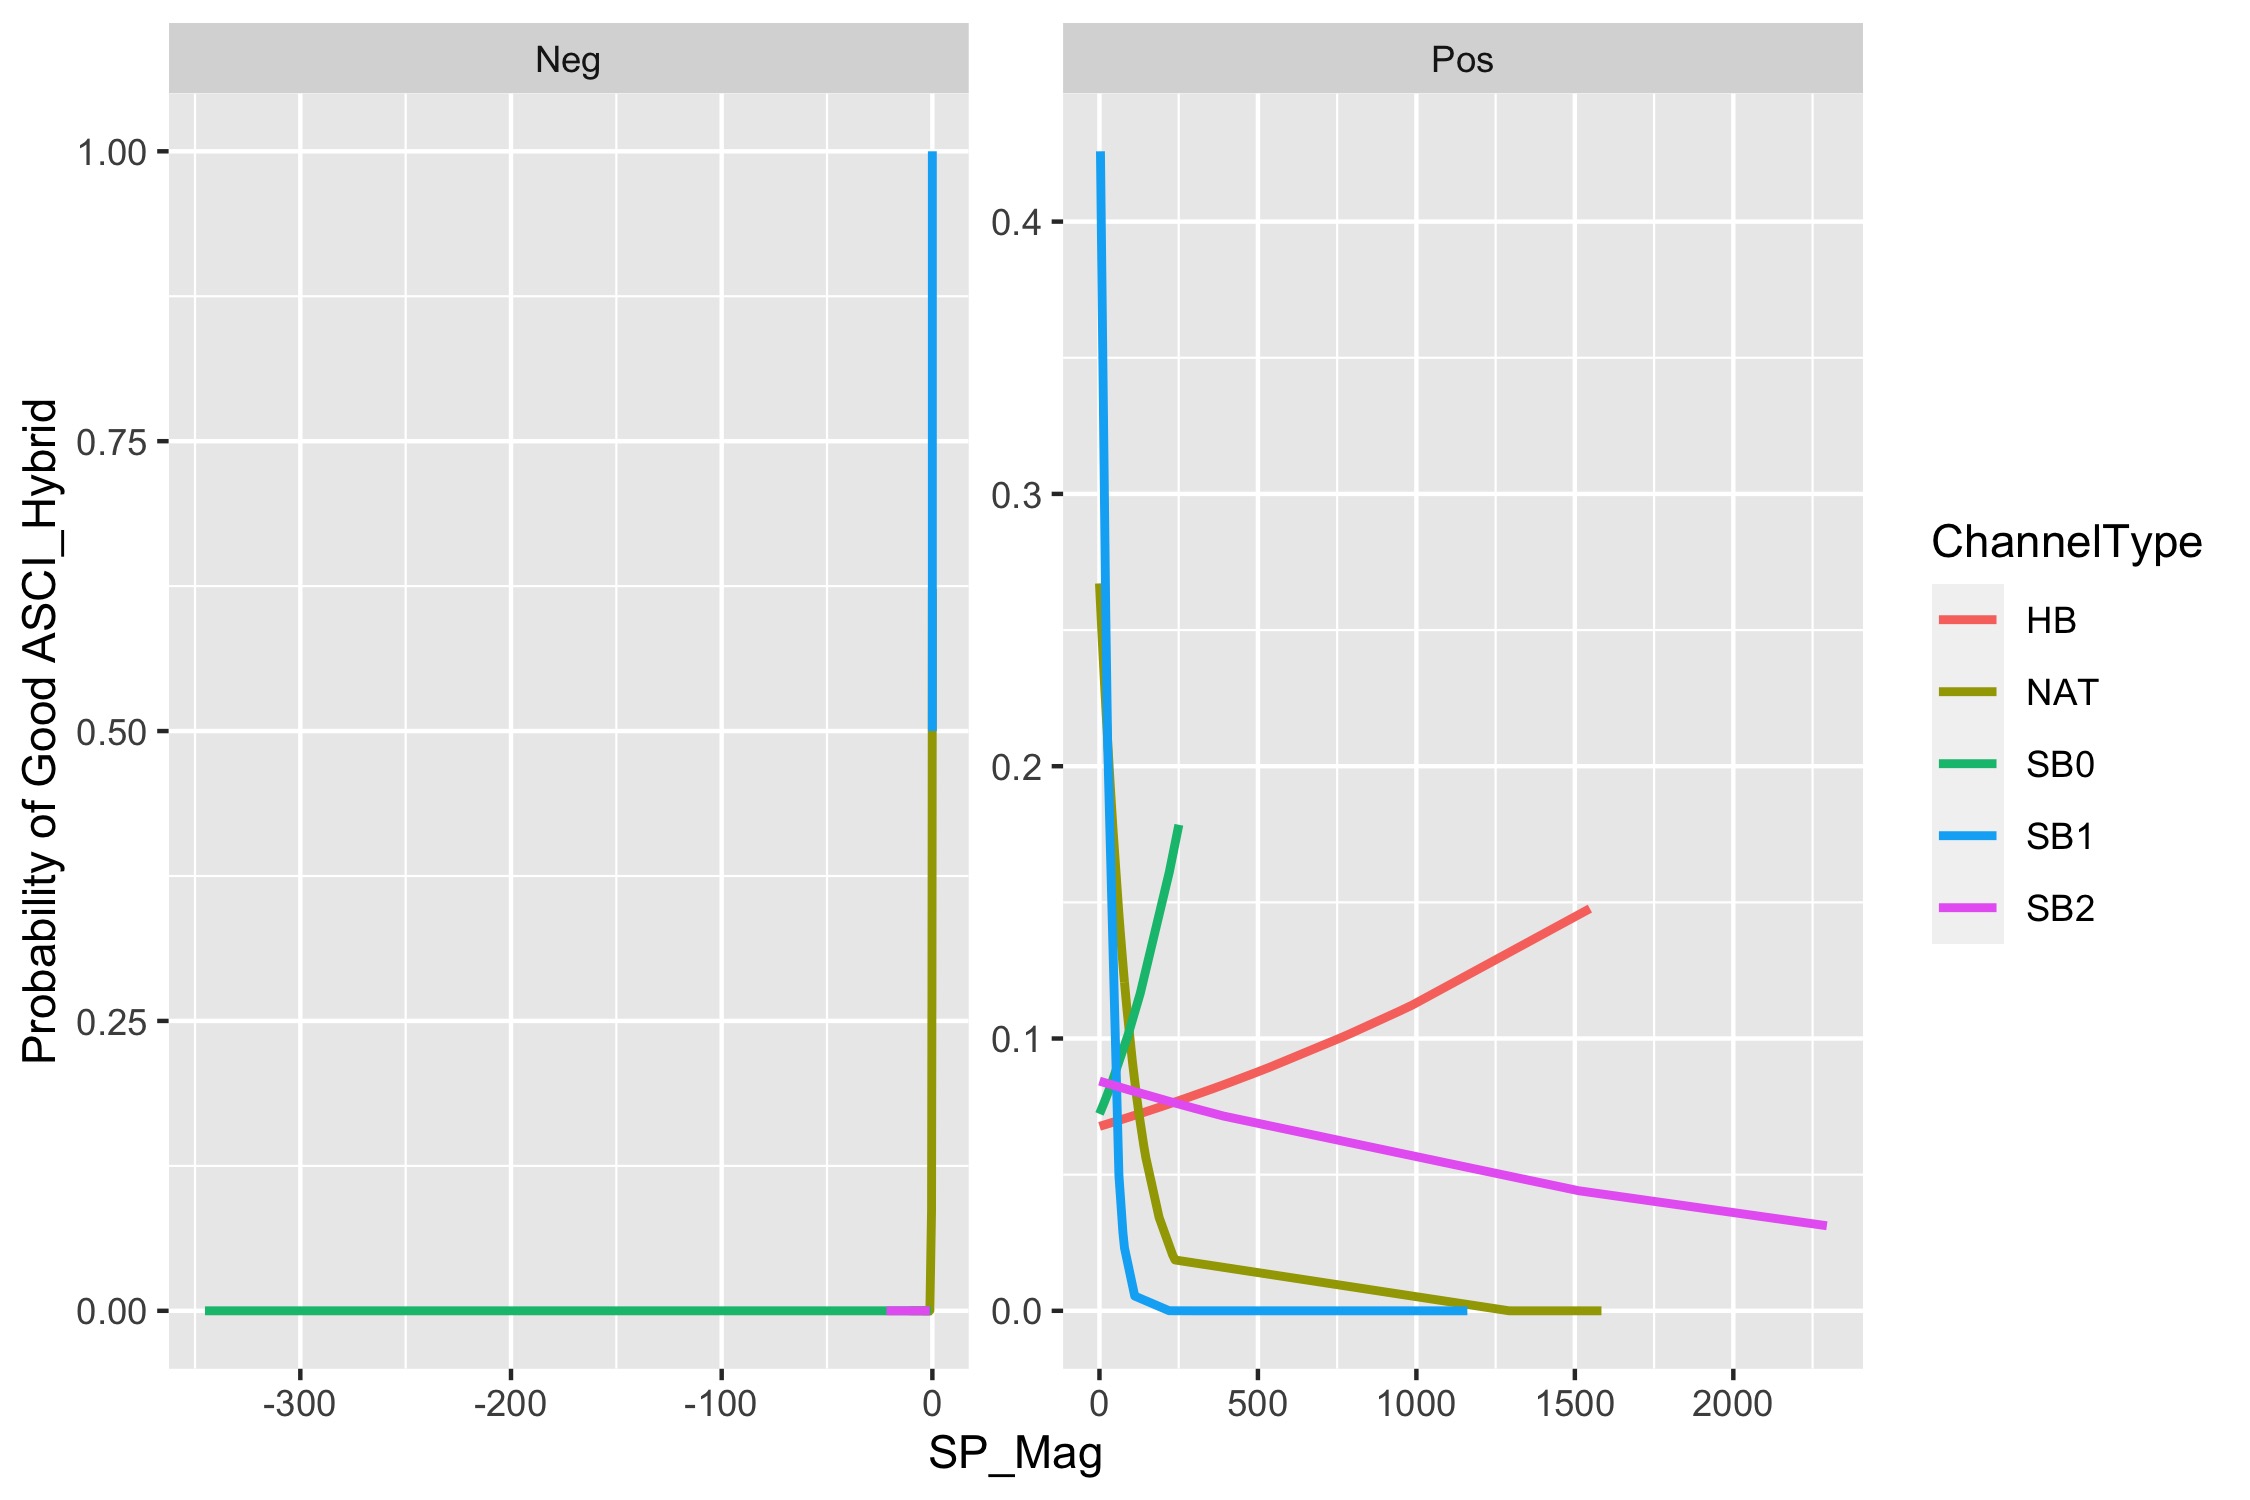 Neg
Pos
Probability of Good ASCI_Hybrid
1.00
0.75
0.50
0.25
0.00
-300
-200
-100
0
0.4
0.3
0.2
0.1
0.0
0
500
1000
1500
2000
SP_Mag
ChannelType
HB
NAT
SB0
SB1
SB2